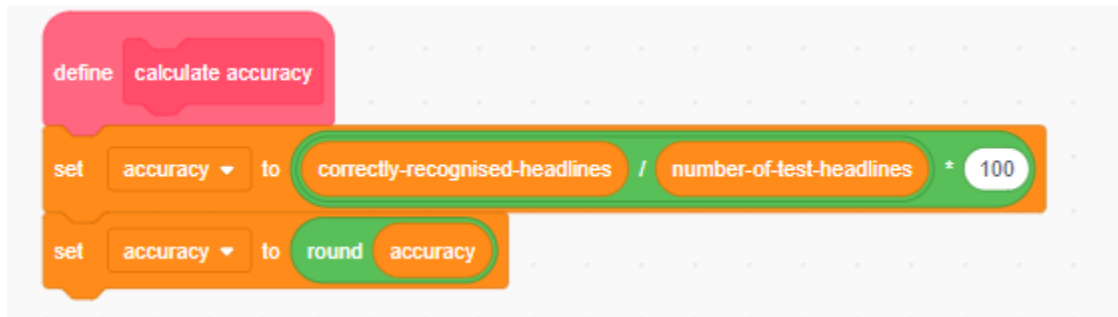 define calculate accuracy
set accuracy to correctly-recognised-headlines / number-of-test-headlines * 100
set accuracy to round accuracy